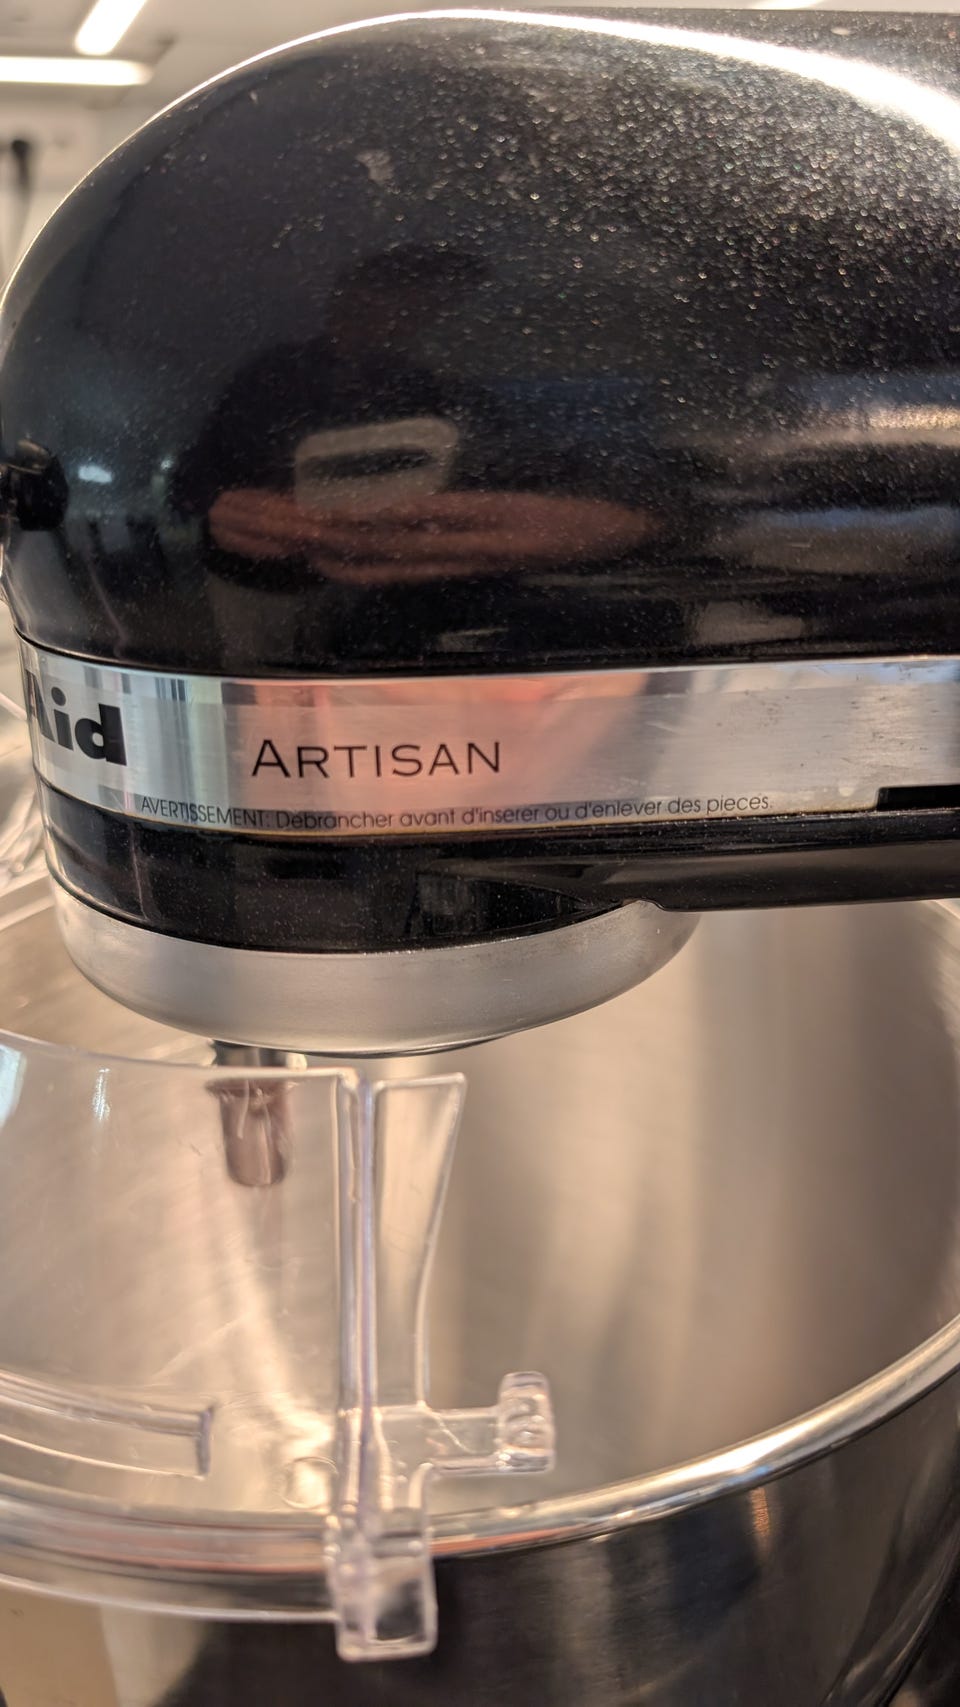 Aid
ARTISAN
AVERTISSEMENT: Debrancher avant d'inserer ou d'enlever des pieces.